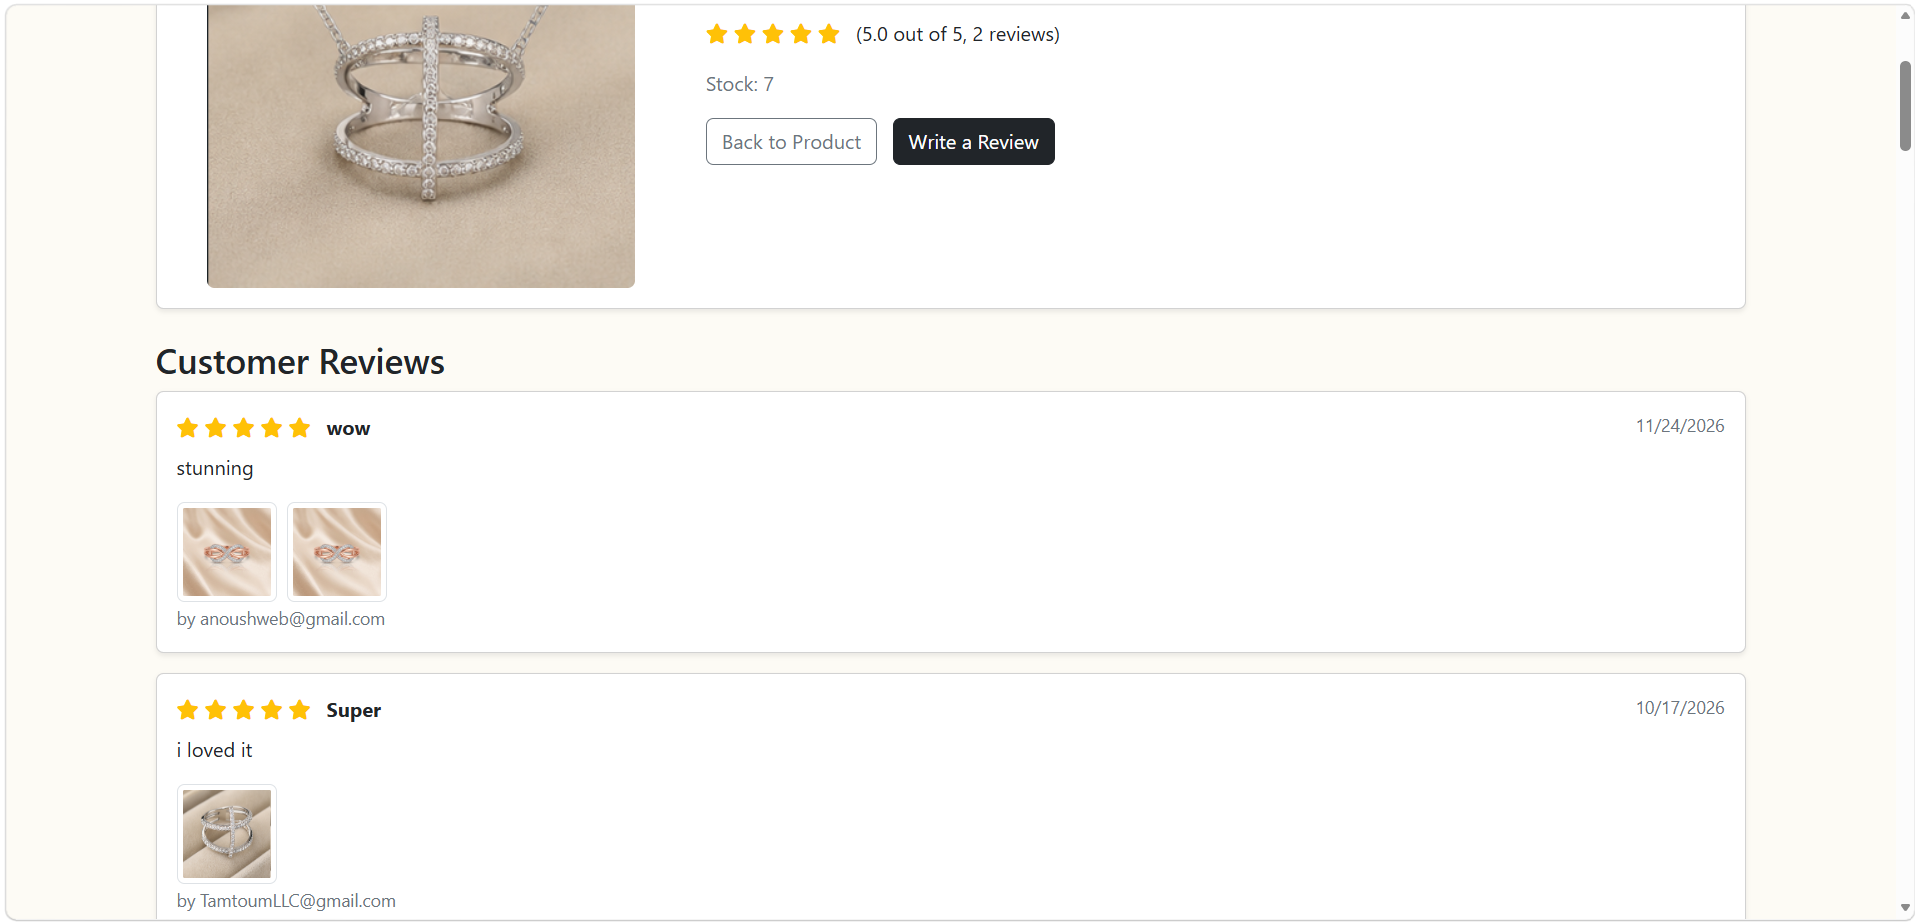 (5.0 out of 5, 2 reviews)
Stock: 7
Back to Product
Write a Review
Customer Reviews
wow
11/24/2026
stunning
by anoushweb@gmail.com
Super
10/17/2026
i loved it
by TamtoumLLC@gmail.com